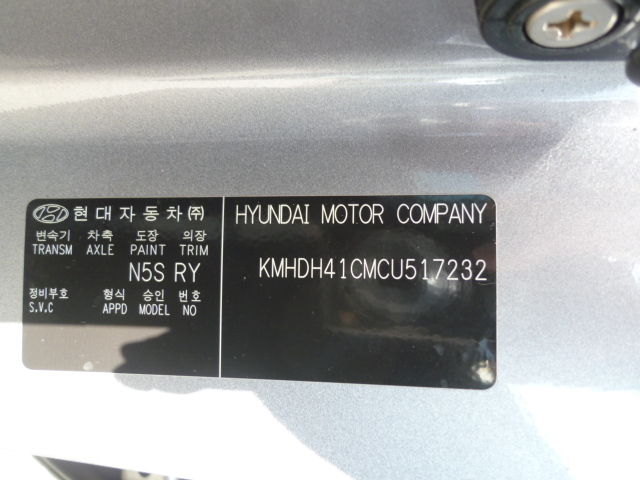 현대자동차㈜
변속기 차축 도장 의장
TRANSM AXLE PAINT TRIM
N5S RY
정비부호 형식 승인 번호
S.V.C APPD MODEL NO
HYUNDAI MOTOR COMPANY
KMHDH41CMCU517232